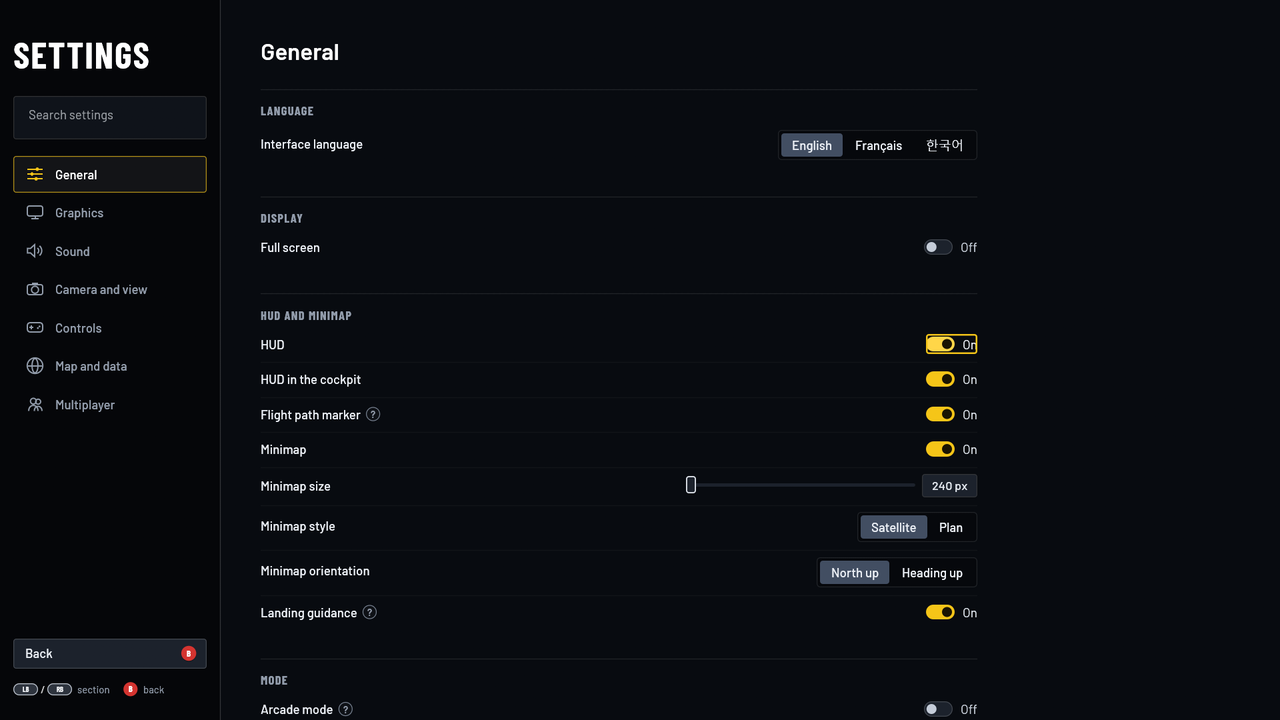 SETTINGS
Search settings
General
Graphics
Sound
Camera and view
Controls
Map and data
Multiplayer
Back B
LB / RB section B back
General
LANGUAGE
Interface language English Français 한국어
DISPLAY
Full screen Off
HUD AND MINIMAP
HUD On
HUD in the cockpit On
Flight path marker ? On
Minimap On
Minimap size 240 px
Minimap style Satellite Plan
Minimap orientation North up Heading up
Landing guidance ? On
MODE
Arcade mode ? Off